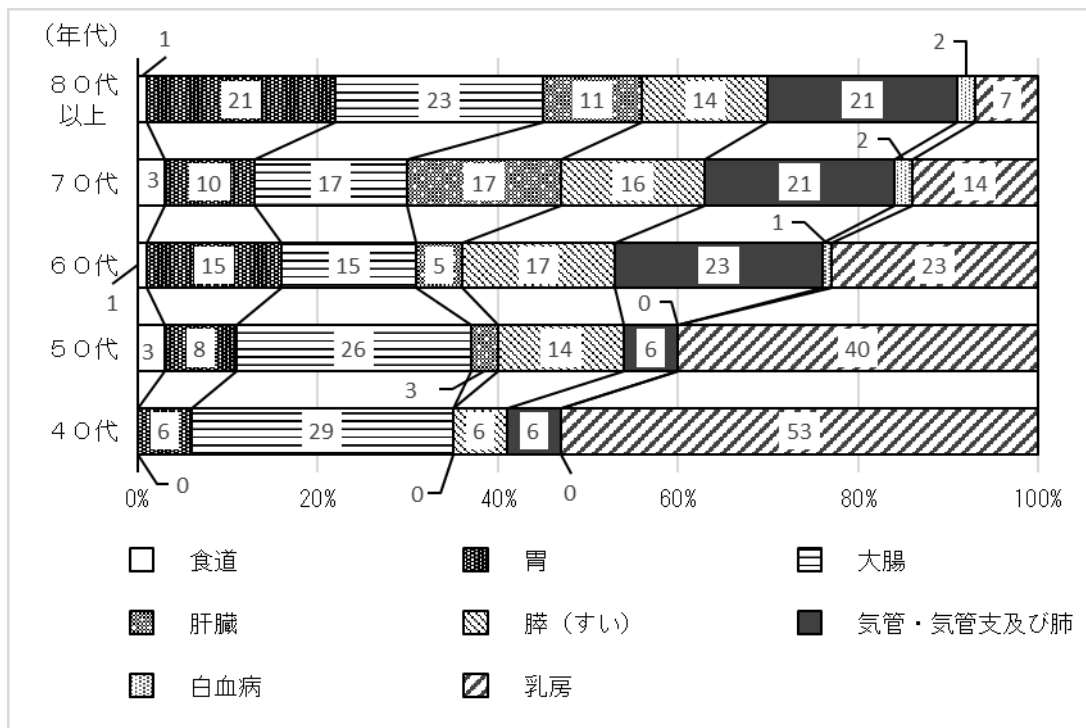 (年代)
1
2
80代
以上
21 23 11 14 21 7
2
70代
3 10 17 17 16 21 14
1
60代
15 15 5 17 23 23
1
0
50代
3 8 26 14 6 40
3
40代
6 29 6 6 53
0 0 0
0% 20% 40% 60% 80% 100%
食道 胃 大腸
肝臓 膵（すい） 気管・気管支及び肺
白血病 乳房